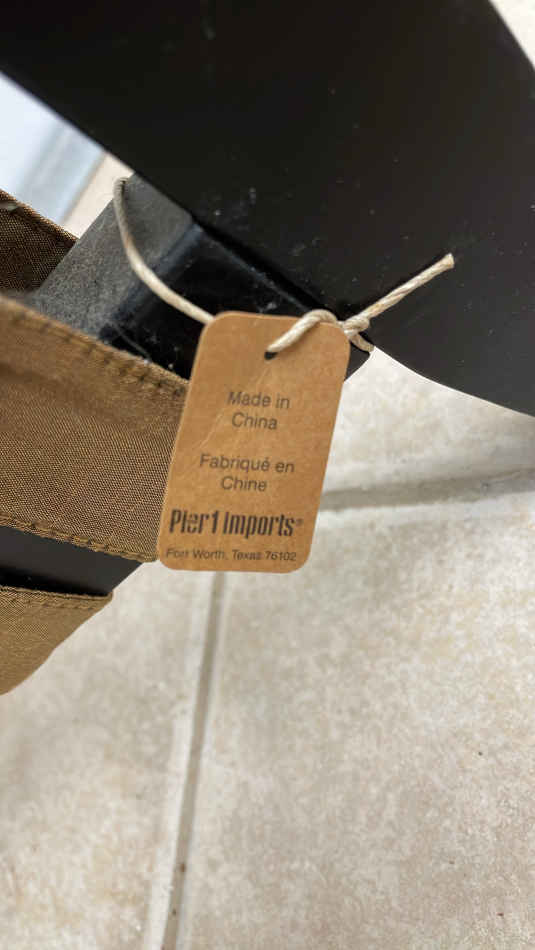 Made in
China
Fabriqué en
Chine
Pier 1 imports®
Fort Worth, Texas 76102